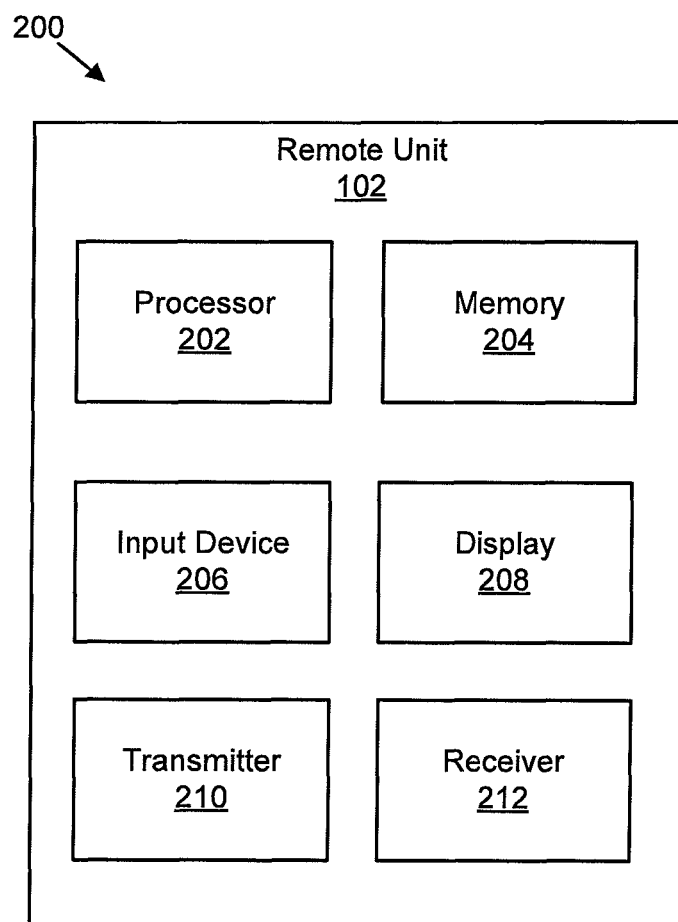 200
Remote Unit
102
Processor
202
Memory
204
Input Device
206
Display
208
Transmitter
210
Receiver
212